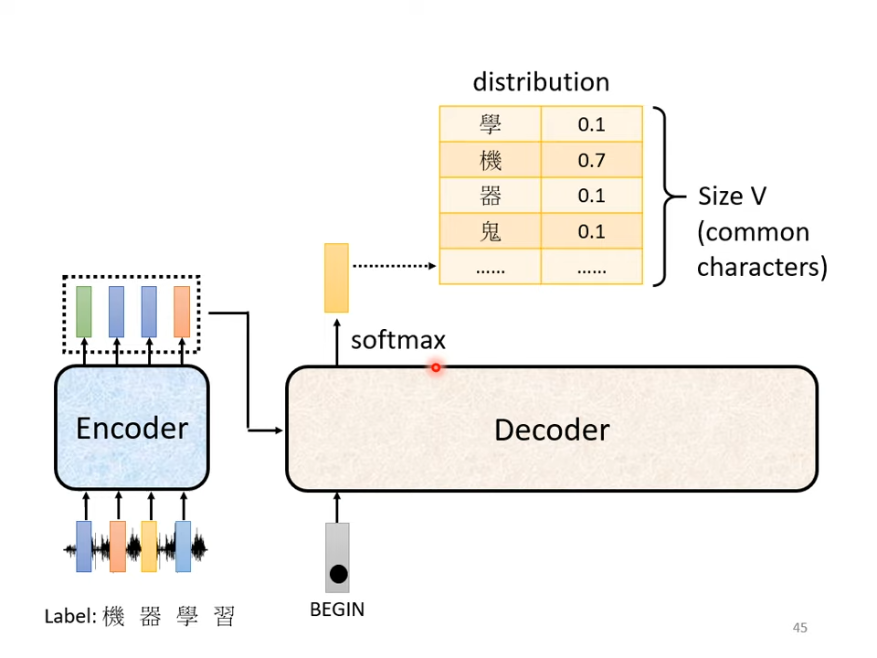 distribution
學 0.1
機 0.7
器 0.1
鬼 0.1
...... ......
Size V
(common
characters)
softmax
Encoder
Decoder
BEGIN
Label: 機 器 學 習
45